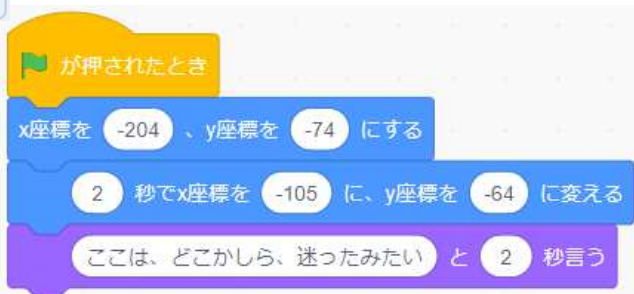 が押されたとき
x座標を -204 、y座標を -74 にする
2 秒でx座標を -105 に、y座標を -64 に変える
ここは、どこかしら、迷ったみたい と 2 秒言う